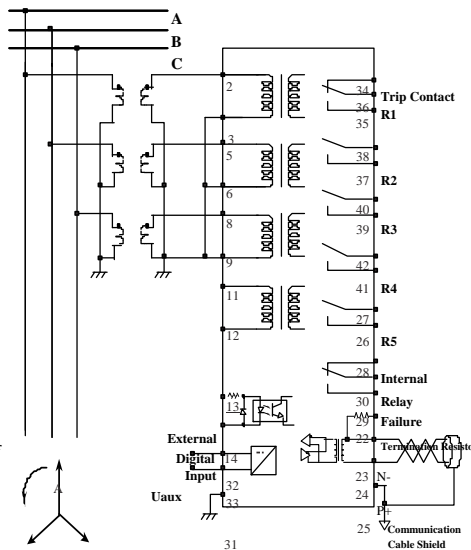 A
B
C
2
34
Trip Contact
36
R1
35
3
5
38
37
R2
6
40
8
39
R3
9
42
11
41
R4
27
12
26
R5
28
Internal
13
30
Relay
29
Failure
External
22
Termination Resisto
Digital
14
Input
23
N-
32
24
Uaux
33
P+
A
25
Communication
Cable Shield
31